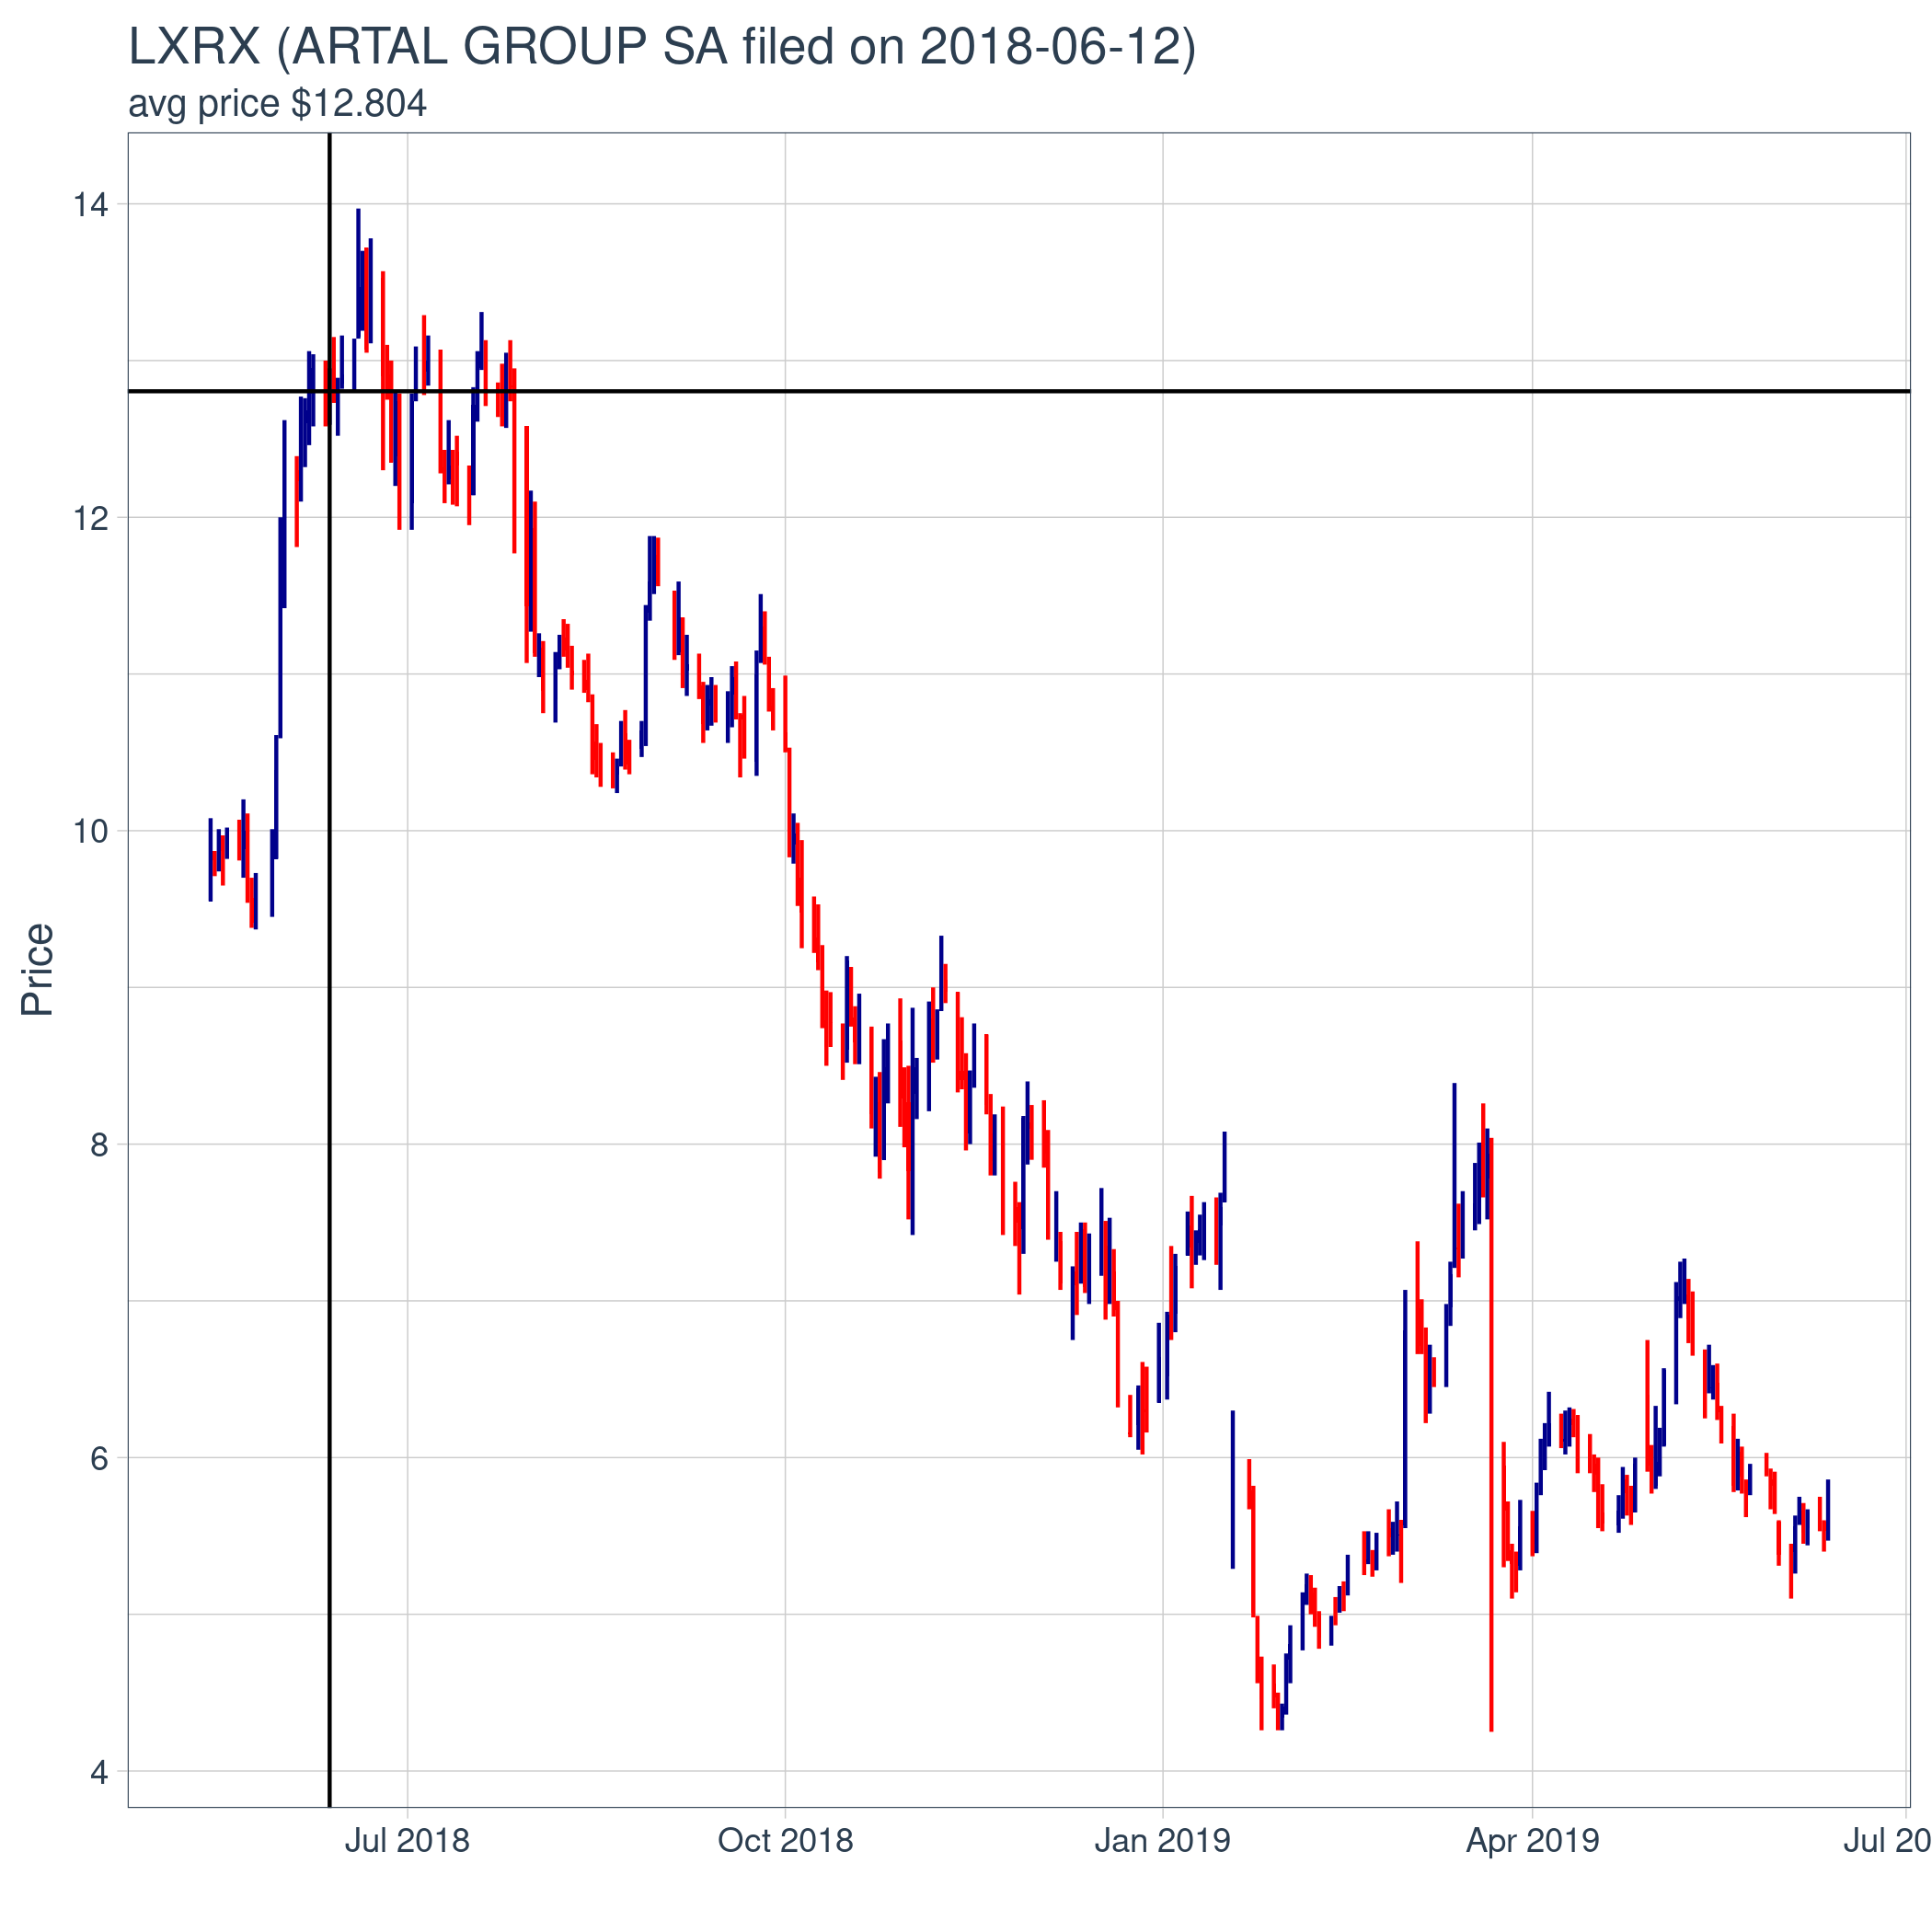 LXRX (ARTAL GROUP SA filed on 2018-06-12)
avg price $12.804
14
12
10
8
6
4
Price
Jul 2018
Oct 2018
Jan 2019
Apr 2019
Jul 20